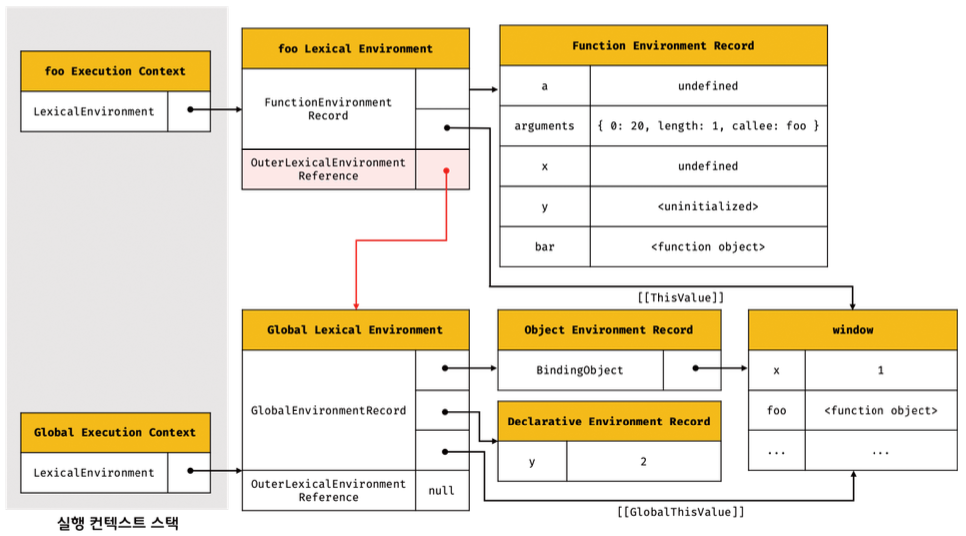 foo Execution Context
LexicalEnvironment
foo Lexical Environment
FunctionEnvironment
Record
OuterLexicalEnvironment
Reference
Function Environment Record
a undefined
arguments { 0: 20, length: 1, callee: foo }
x undefined
y <uninitialized>
bar <function object>
[[ThisValue]]
Global Execution Context
LexicalEnvironment
Global Lexical Environment
GlobalEnvironmentRecord
OuterLexicalEnvironment
Reference
null
Object Environment Record
BindingObject
Declarative Environment Record
y 2
window
x 1
foo <function object>
... ...
[[GlobalThisValue]]
실행 컨텍스트 스택